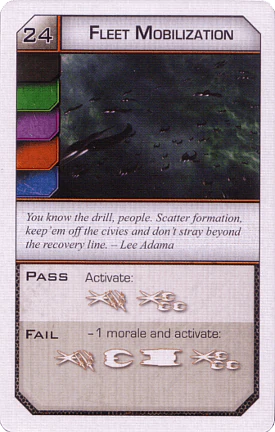 24 FLEET MOBILIZATION
You know the drill, people. Scatter formation,
keep'em off the civies and don't stray beyond
the recovery line. – Lee Adama
PASS Activate:
FAIL –1 morale and activate: